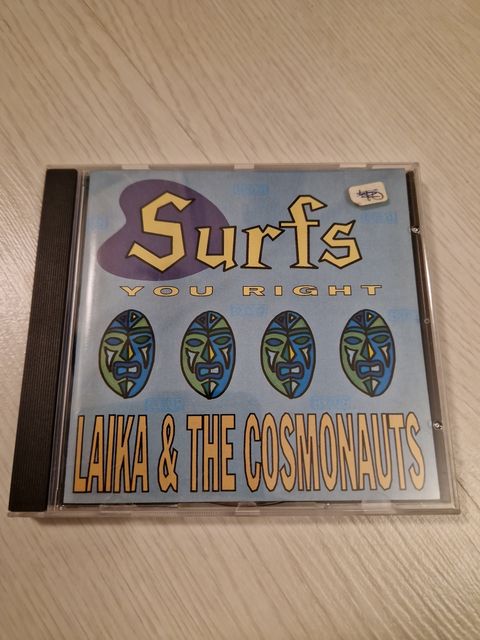 Surfs
YOU RIGHT
LAIKA & THE COSMONAUTS